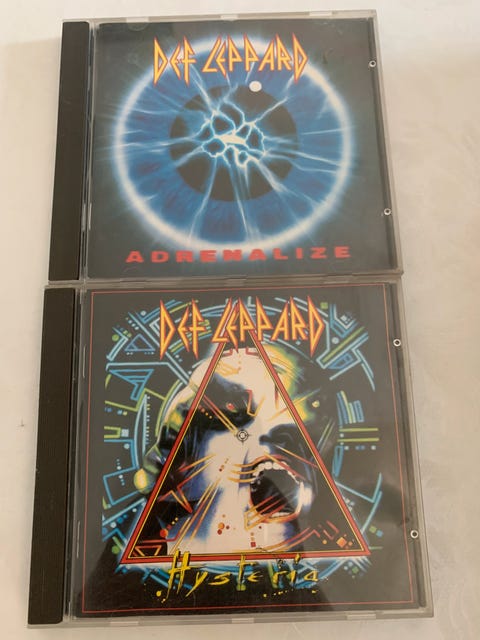 DEF LEPPARD
ADRENALIZE
DEF LEPPARD
Hysteria